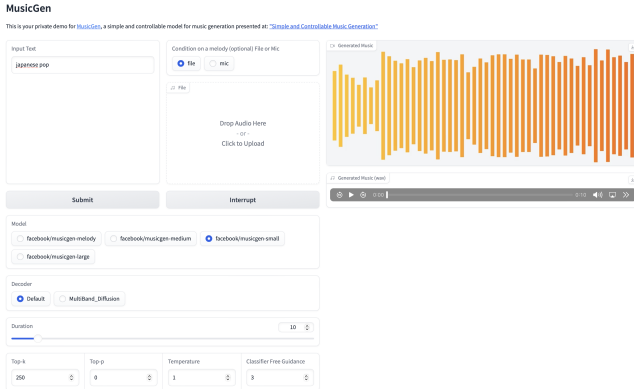 MusicGen
This is your private demo for MusicGen, a simple and controllable model for music generation presented at: "Simple and Controllable Music Generation"
Input Text
japanese pop
Condition on a melody (optional) File or Mic
file
mic
File
Drop Audio Here
- or -
Click to Upload
Generated Music
Generated Music (wav)
0:00
0:10
Submit
Interrupt
Model
facebook/musicgen-melody
facebook/musicgen-medium
facebook/musicgen-small
facebook/musicgen-large
Decoder
Default
MultiBand_Diffusion
Duration
10
Top-k
Top-p
Temperature
Classifier Free Guidance
250
0
1
3